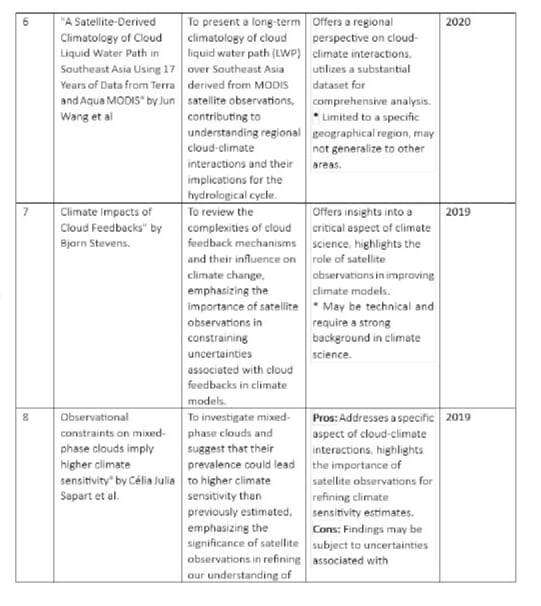 6
"A Satellite-Derived
Climatology of Cloud
Liquid Water Path in
Southeast Asia Using 17
Years of Data from Terra
and Aqua MODIS" by Jun
Wang et al
To present a long-term
climatology of cloud
liquid water path (LWP)
over Southeast Asia
derived from MODIS
satellite observations,
contributing to
understanding regional
cloud-climate
interactions and their
implications for the
hydrological cycle.
Offers a regional
perspective on cloud-
climate interactions,
utilizes a substantial
dataset for
comprehensive analysis.
* Limited to a specific
geographical region, may
not generalize to other
areas.
2020
7
Climate Impacts of
Cloud Feedbacks" by
Bjorn Stevens.
To review the
complexities of cloud
feedback mechanisms
and their influence on
climate change,
emphasizing the
importance of satellite
observations in
constraining
uncertainties
associated with cloud
feedbacks in climate
models.
Offers insights into a
critical aspect of climate
science, highlights the
role of satellite
observations in improving
climate models.
* May be technical and
require a strong
background in climate
science.
2019
8
Observational
constraints on mixed-
phase clouds imply
higher climate
sensitivity" by Célia Julia
Sapart et al.
To investigate mixed-
phase clouds and
suggest that their
prevalence could lead
to higher climate
sensitivity than
previously estimated,
emphasizing the
significance of satellite
observations in refining
our understanding of
Pros: Addresses a specific
aspect of cloud-climate
interactions, highlights
the importance of
satellite observations for
refining climate
sensitivity estimates.
Cons: Findings may be
subject to uncertainties
associated with
2019